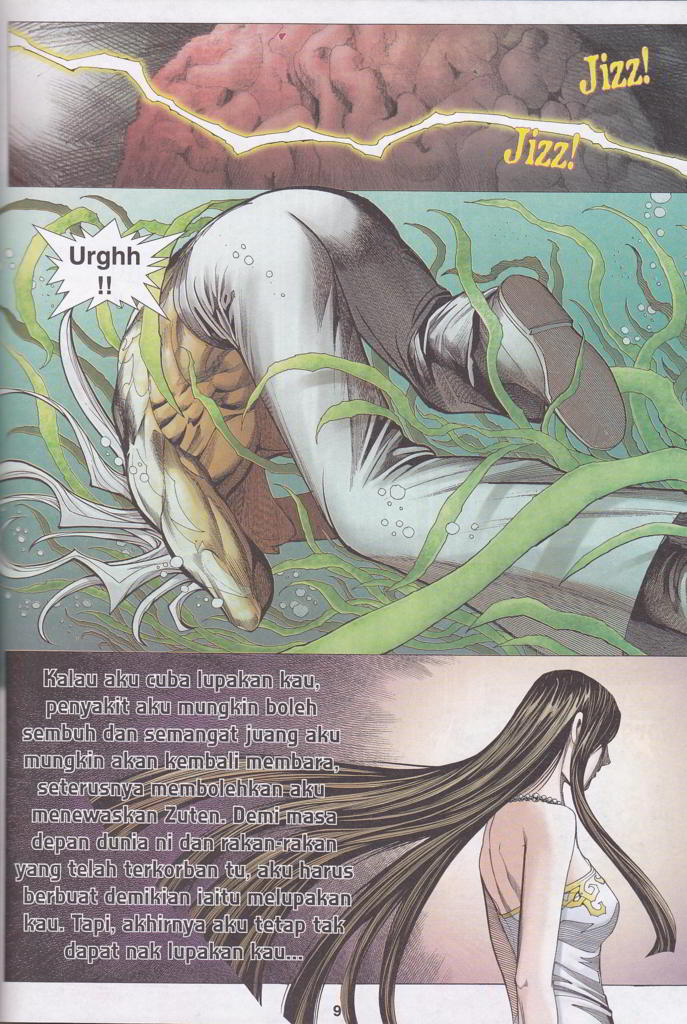 Jizz!
Jizz!
Urghh
!!
Kalau aku cuba lupakan kau,
penyakit aku mungkin boleh
sembuh dan semangat juang aku
mungkin akan kembali membara,
seterusnya membolehkan aku
menewaskan Zuten. Demi masa
depan dunia ni dan rakan-rakan
yang telah terkorban tu, aku harus
berbuat demikian iaitu melupakan
kau. Tapi, akhirnya aku tetap tak
dapat nak lupakan kau...
9